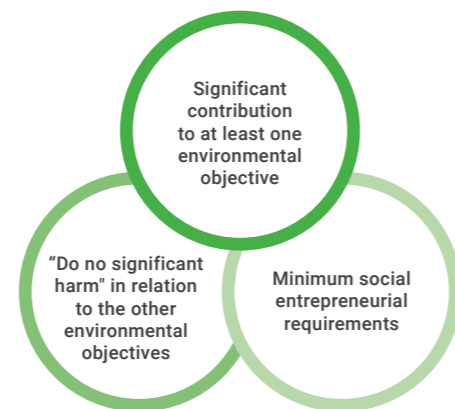 Significant
contribution
to at least one
environmental
objective
“Do no significant
harm" in relation
to the other
environmental
objectives
Minimum social
entrepreneurial
requirements